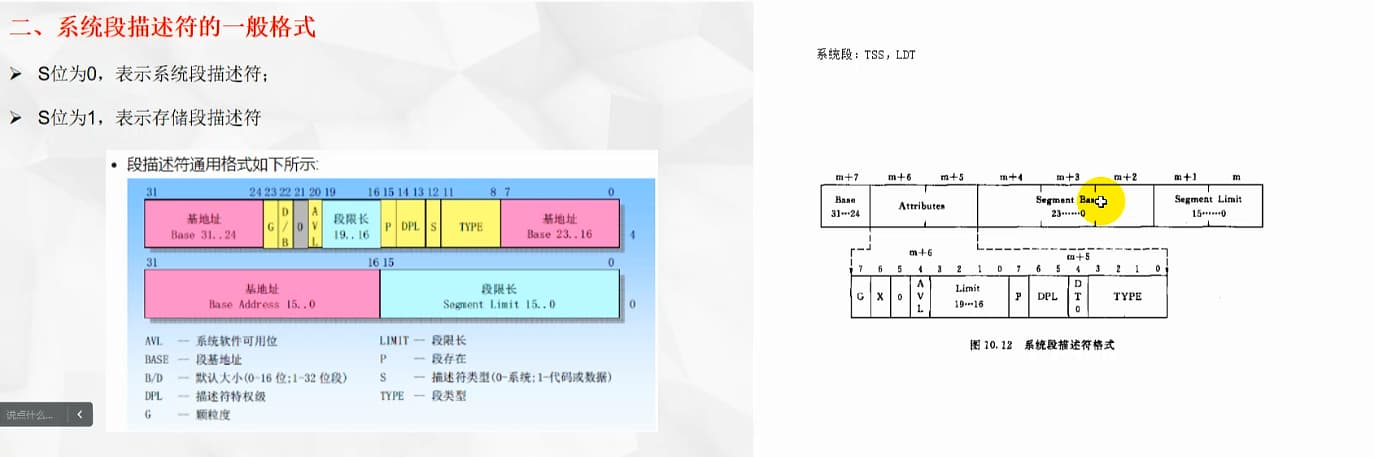 二、系统段描述符的一般格式
➢ S位为0，表示系统段描述符；
➢ S位为1，表示存储段描述符
• 段描述符通用格式如下所示:
31 24 23 22 21 20 19 16 15 14 13 12 11 8 7 0
基地址
Base 31..24
G
D
/
B
0
A
V
L
段限长
19..16
P
DPL
S
TYPE
基地址
Base 23..16
4
31 16 15 0
基地址
Base Address 15..0
段限长
Segment Limit 15..0
0
AVL — 系统软件可用位
BASE — 段基地址
B/D — 默认大小(0-16 位;1-32 位段)
DPL — 描述符特权级
G — 颗粒度
LIMIT — 段限长
P — 段存在
S — 描述符类型(0-系统;1-代码或数据)
TYPE — 段类型
说点什么...
系统段：TSS，LDT
m+7 m+6 m+5 m+4 m+3 m+2 m+1 m
Base
31…24
Attributes
Segment Base
23……0
Segment Limit
15……0
m+6 m+5
7 6 5 4 3 2 1 0 7 6 5 4 3 2 1 0
G
X
0
A
V
L
Limit
19…16
P
DPL
D
T
0
TYPE
图 10.12 系统段描述符格式